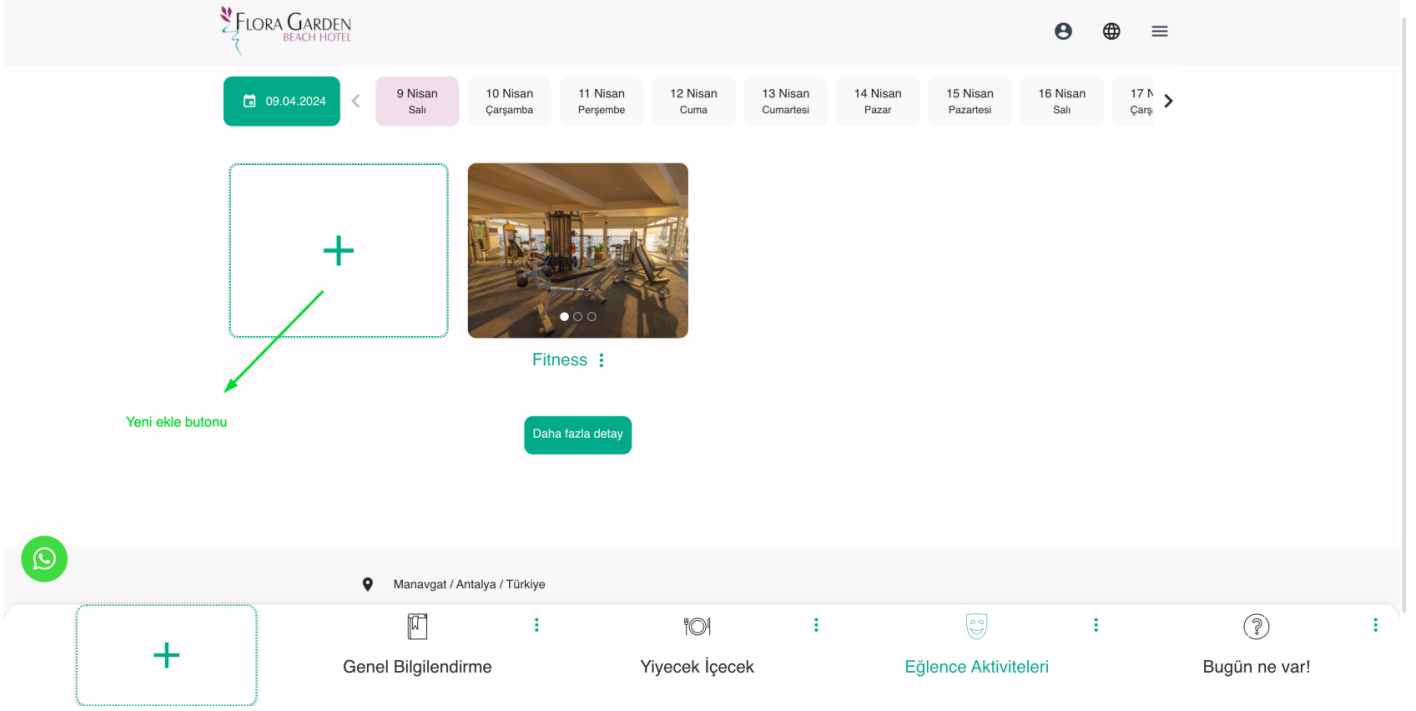 FLORA GARDEN
BEACH HOTEL
09.04.2024
9 Nisan
Salı
10 Nisan
Çarşamba
11 Nisan
Perşembe
12 Nisan
Cuma
13 Nisan
Cumartesi
14 Nisan
Pazar
15 Nisan
Pazartesi
16 Nisan
Salı
17 N
Çarş
Fitness
Yeni ekle butonu
Daha fazla detay
Manavgat / Antalya / Türkiye
Genel Bilgilendirme
Yiyecek İçecek
Eğlence Aktiviteleri
Bugün ne var!